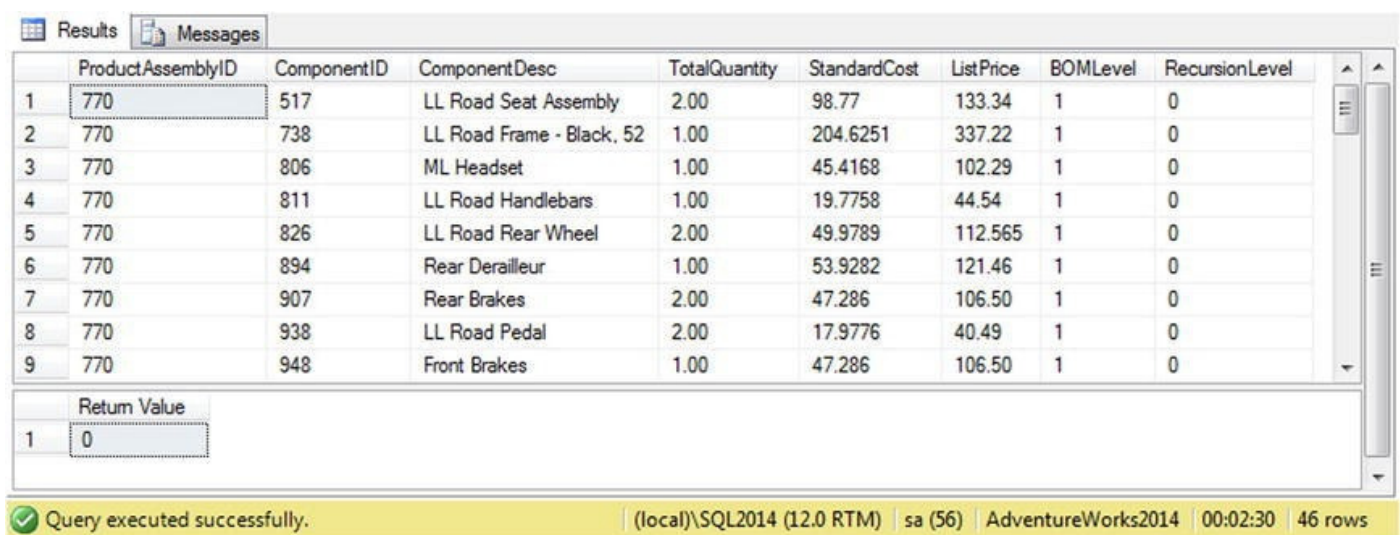 Results Messages
ProductAssemblyID ComponentID ComponentDesc TotalQuantity StandardCost ListPrice BOMLevel RecursionLevel
1 770 517 LL Road Seat Assembly 2.00 98.77 133.34 1 0
2 770 738 LL Road Frame - Black, 52 1.00 204.6251 337.22 1 0
3 770 806 ML Headset 1.00 45.4168 102.29 1 0
4 770 811 LL Road Handlebars 1.00 19.7758 44.54 1 0
5 770 826 LL Road Rear Wheel 2.00 49.9789 112.565 1 0
6 770 894 Rear Derailleur 1.00 53.9282 121.46 1 0
7 770 907 Rear Brakes 2.00 47.286 106.50 1 0
8 770 938 LL Road Pedal 2.00 17.9776 40.49 1 0
9 770 948 Front Brakes 1.00 47.286 106.50 1 0
Return Value
1 0
Query executed successfully. (local)\SQL2014 (12.0 RTM) sa (56) AdventureWorks2014 00:02:30 46 rows